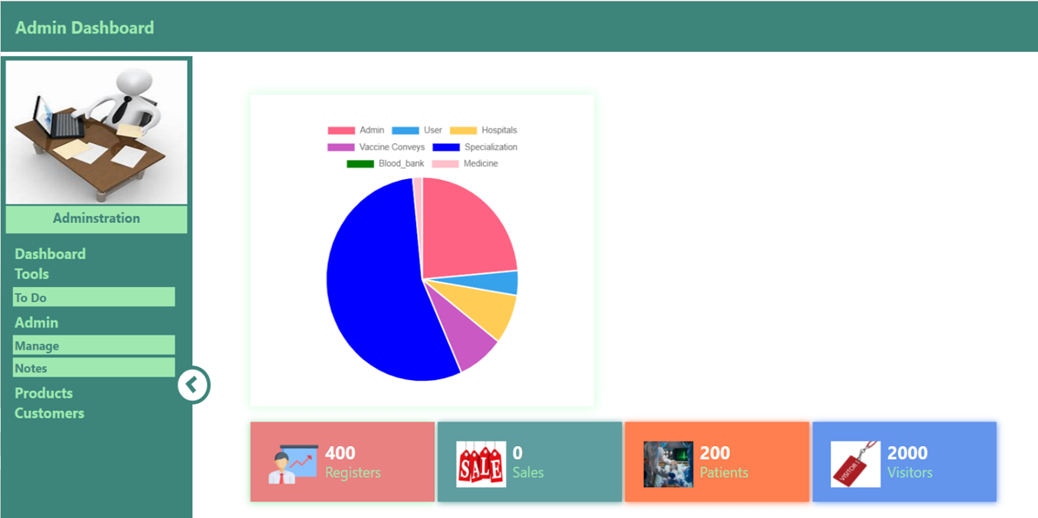 Admin Dashboard
Adminstration
Dashboard
Tools
To Do
Admin
Manage
Notes
Products
Customers
Admin User Hospitals
Vaccine Conveys Specialization
Blood_bank Medicine
400
Registers
SALE
0
Sales
200
Patients
VISITOR
2000
Visitors